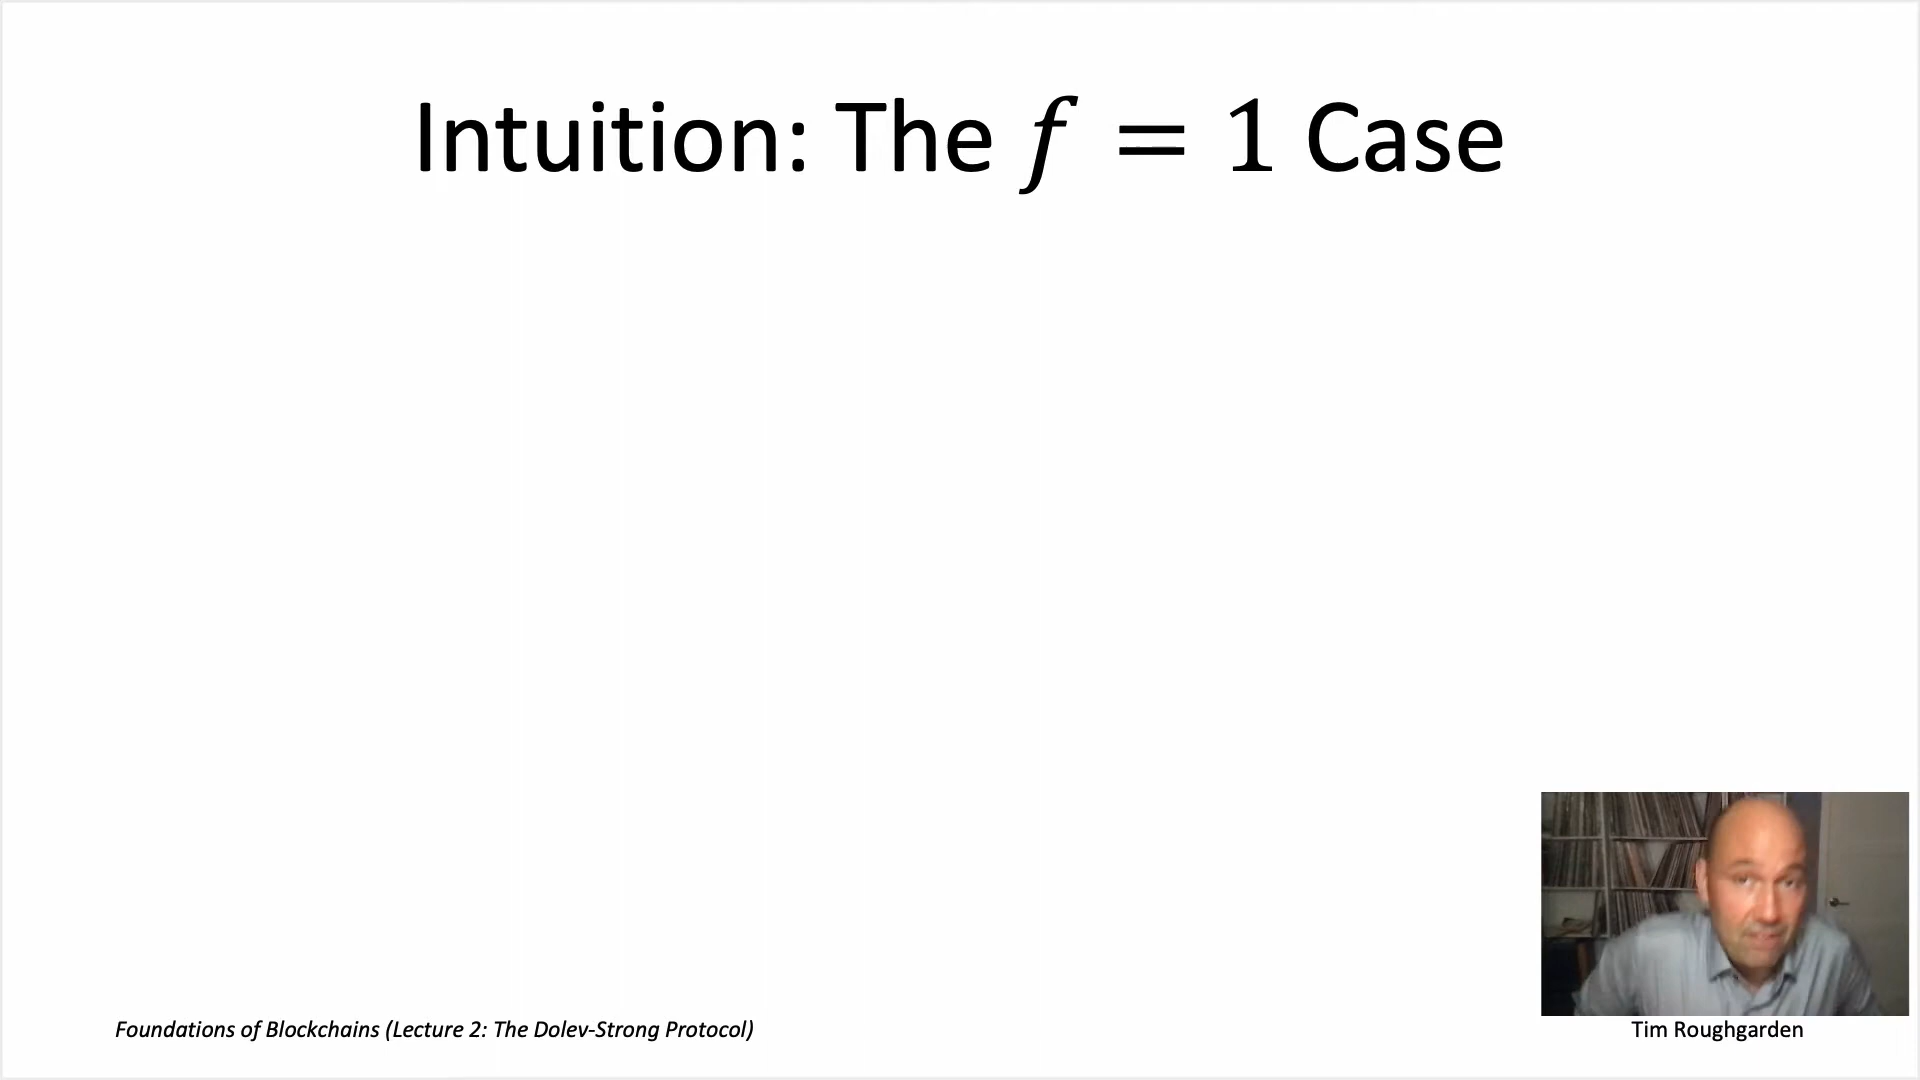 Intuition: The 𝑓 = 1 Case
Foundations of Blockchains (Lecture 2: The Dolev-Strong Protocol)
Tim Roughgarden